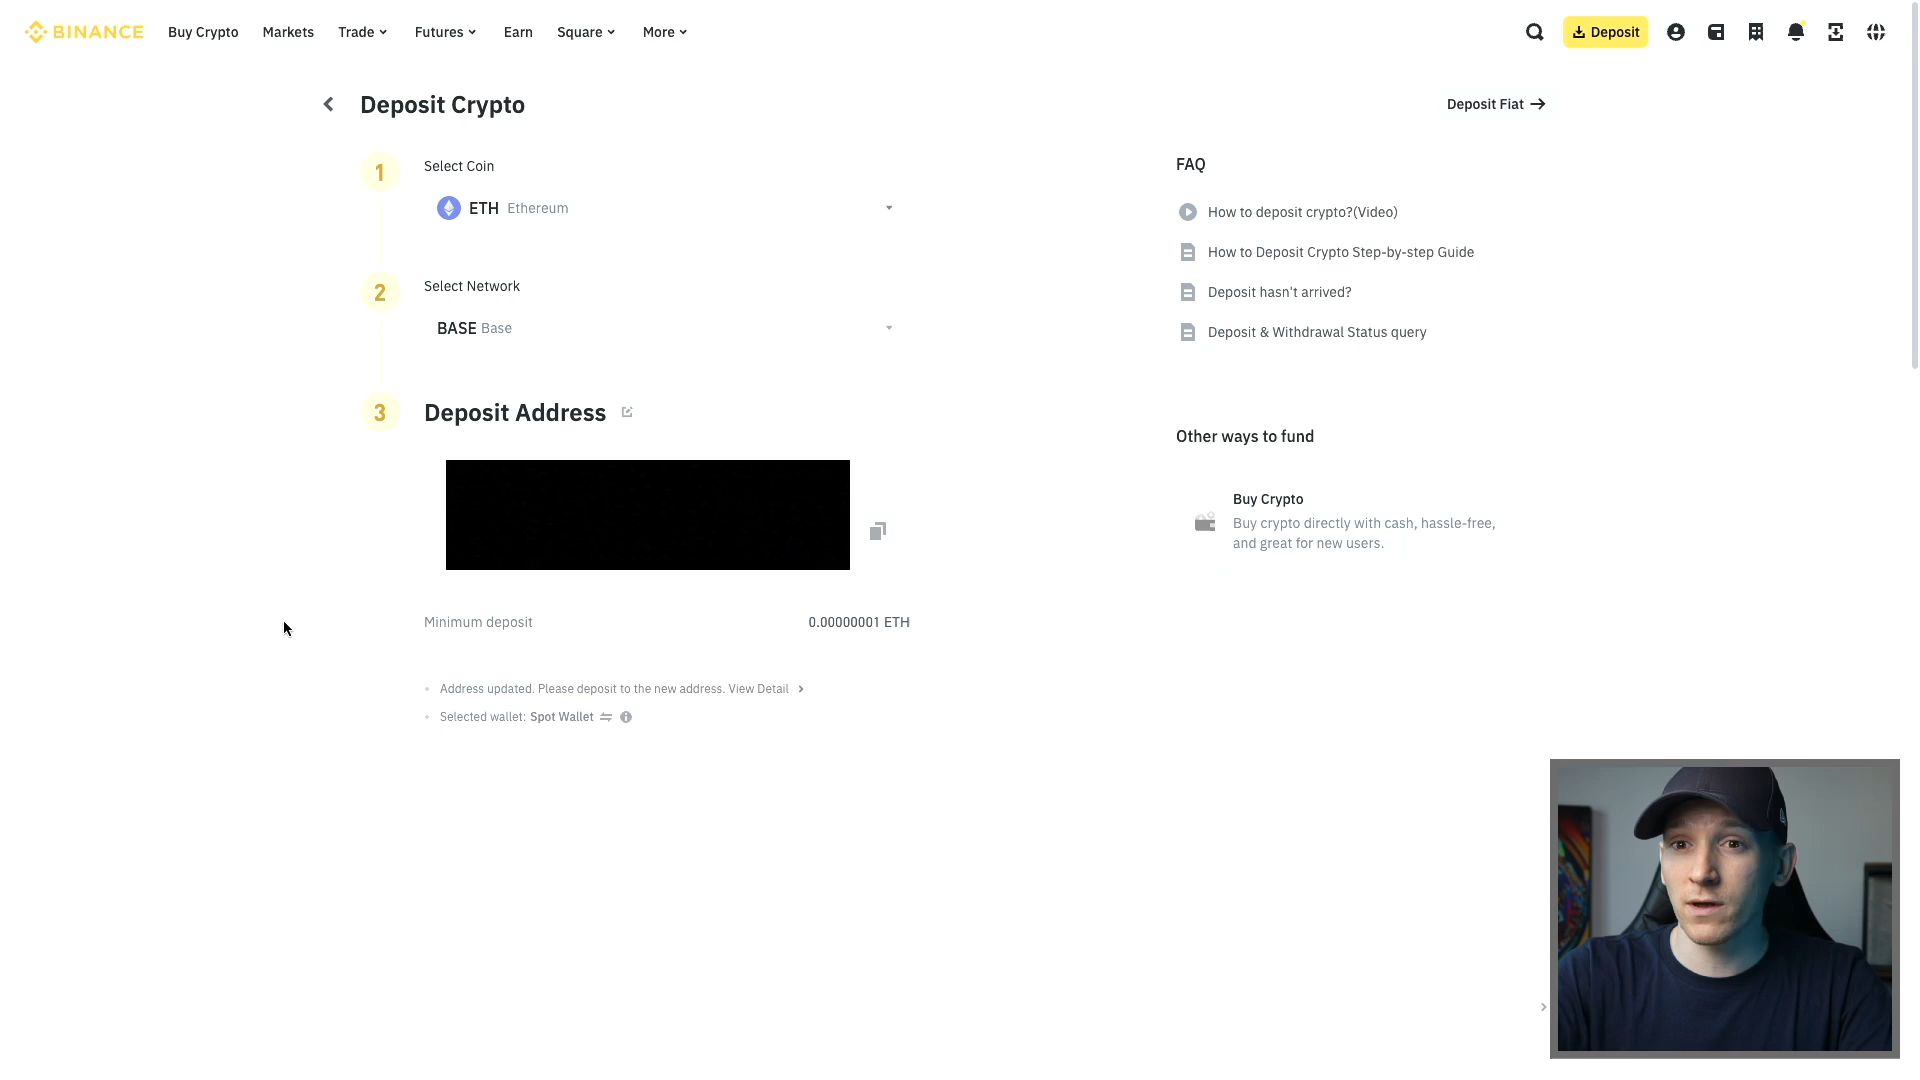 BINANCE Buy Crypto Markets Trade Futures Earn Square More Deposit
Deposit Crypto
Deposit Fiat
1 Select Coin
ETH Ethereum
2 Select Network
BASE Base
3 Deposit Address
Minimum deposit 0.00000001 ETH
Address updated. Please deposit to the new address. View Detail
Selected wallet: Spot Wallet
FAQ
How to deposit crypto?(Video)
How to Deposit Crypto Step-by-step Guide
Deposit hasn't arrived?
Deposit & Withdrawal Status query
Other ways to fund
Buy Crypto
Buy crypto directly with cash, hassle-free,
and great for new users.